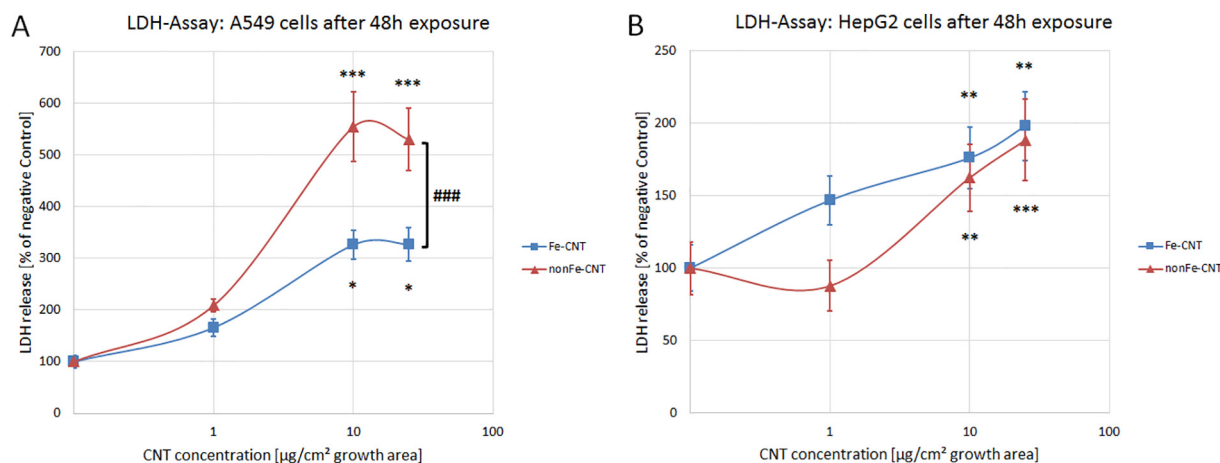 A
LDH-Assay: A549 cells after 48h exposure
LDH release [% of negative Control]
700
600
500
400
300
200
100
0
***
***
###
*
*
1
10
100
CNT concentration [µg/cm² growth area]
Fe-CNT
nonFe-CNT
B
LDH-Assay: HepG2 cells after 48h exposure
LDH release [% of negative Control]
250
200
150
100
50
0
**
**
**
***
1
10
100
CNT concentration [µg/cm² growth area]
Fe-CNT
nonFe-CNT